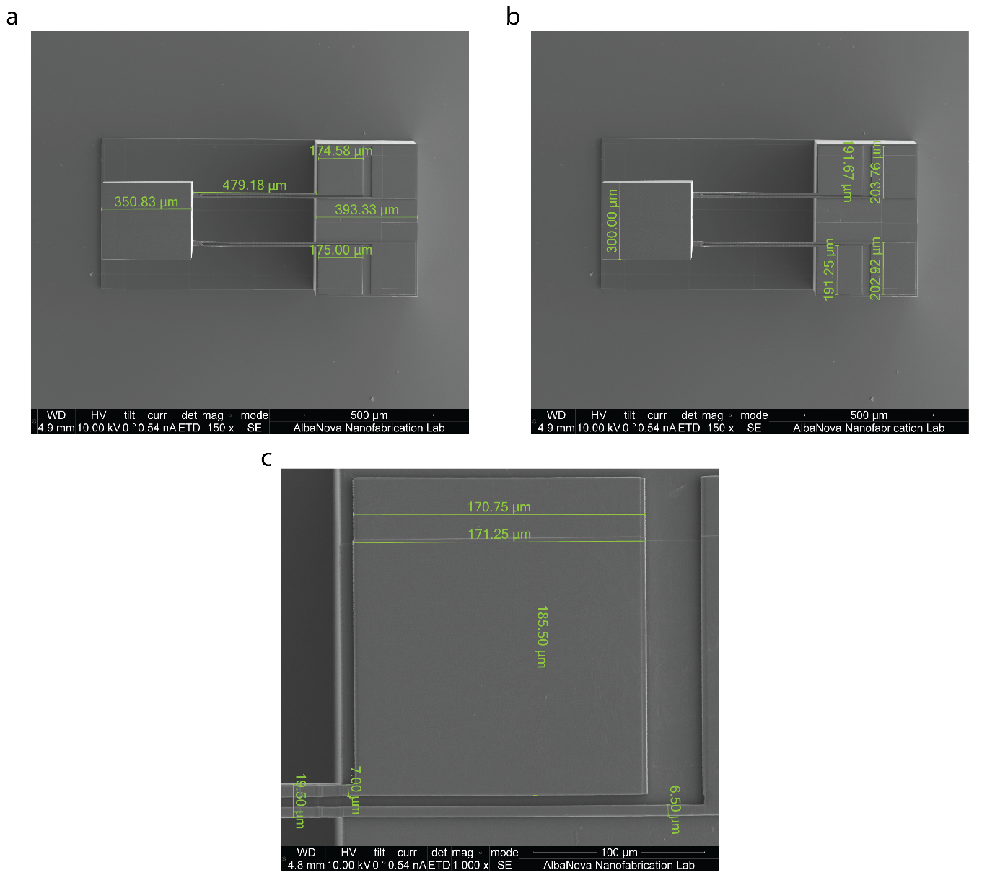 a
174.58 µm
479.18 µm
350.83 µm
393.33 µm
175.00 µm
WD HV tilt curr det mag mode 500 µm
4.9 mm 10.00 kV 0 ° 0.54 nA ETD 150 x SE AlbaNova Nanofabrication Lab
b
191.67 µm
203.76 µm
300.00 µm
191.25 µm
202.92 µm
WD HV tilt curr det mag mode 500 µm
4.9 mm 10.00 kV 0 ° 0.54 nA ETD 150 x SE AlbaNova Nanofabrication Lab
c
170.75 µm
171.25 µm
185.50 µm
19.50 µm
7.00 µm
6.50 µm
WD HV tilt curr det mag mode 100 µm
4.8 mm 10.00 kV 0 ° 0.54 nA ETD 1 000 x SE AlbaNova Nanofabrication Lab